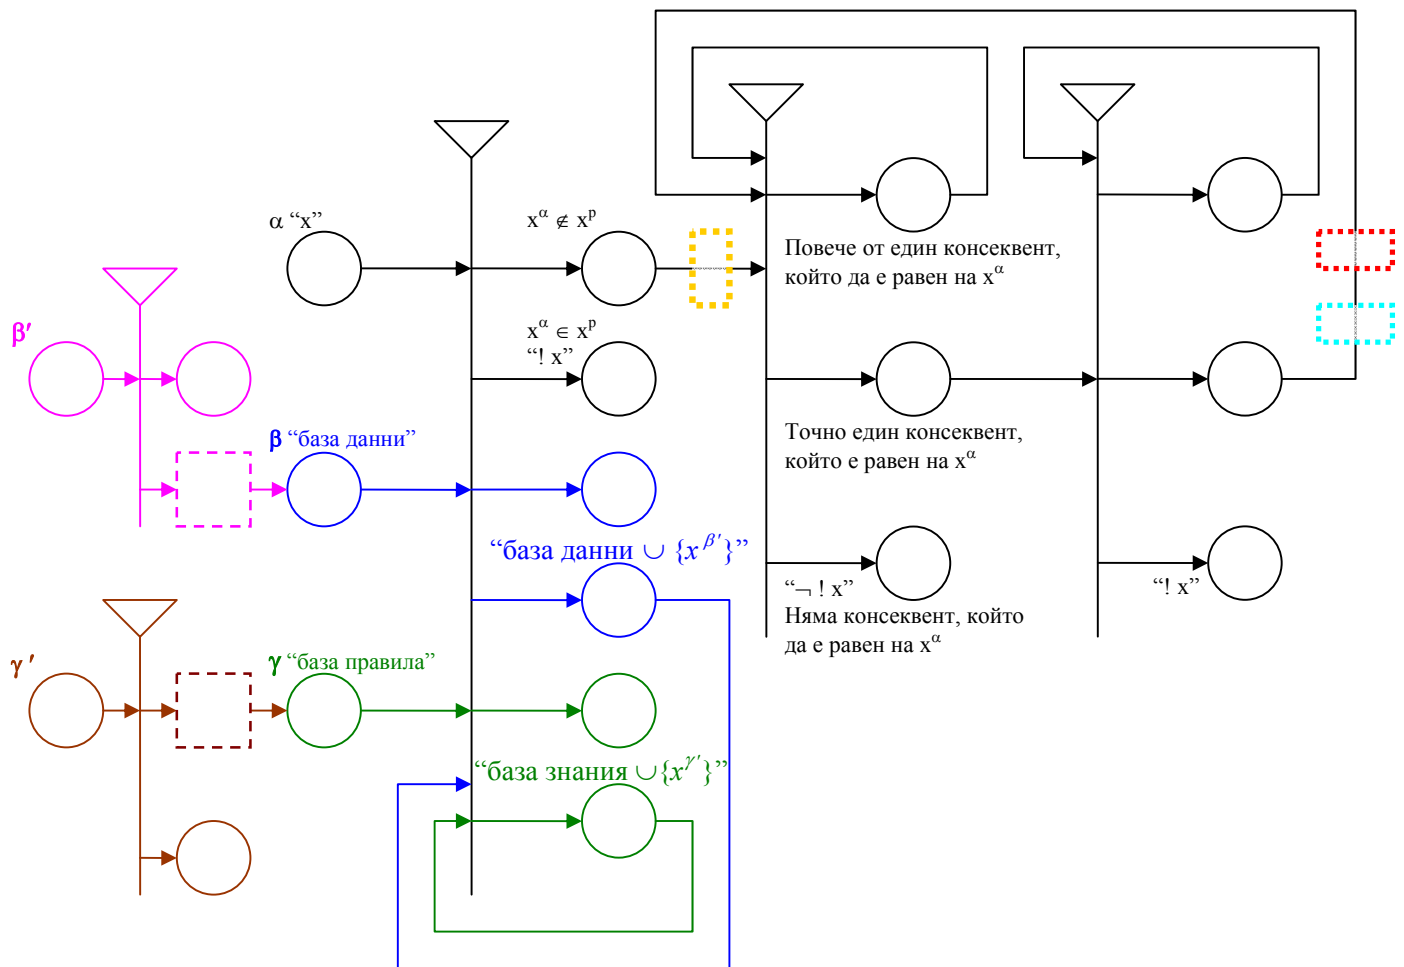 α “x”
x^α ∉ x^p
Повече от един консеквент,
който да е равен на x^α
x^α ∈ x^p
“! x”
β′
β “база данни”
Точно един консеквент,
който е равен на x^α
“база данни ∪ {x^β′}”
“¬ ! x”
Няма консеквент, който
да е равен на x^α
“! x”
γ ′
γ “база правила”
“база знания ∪{x^γ′}”